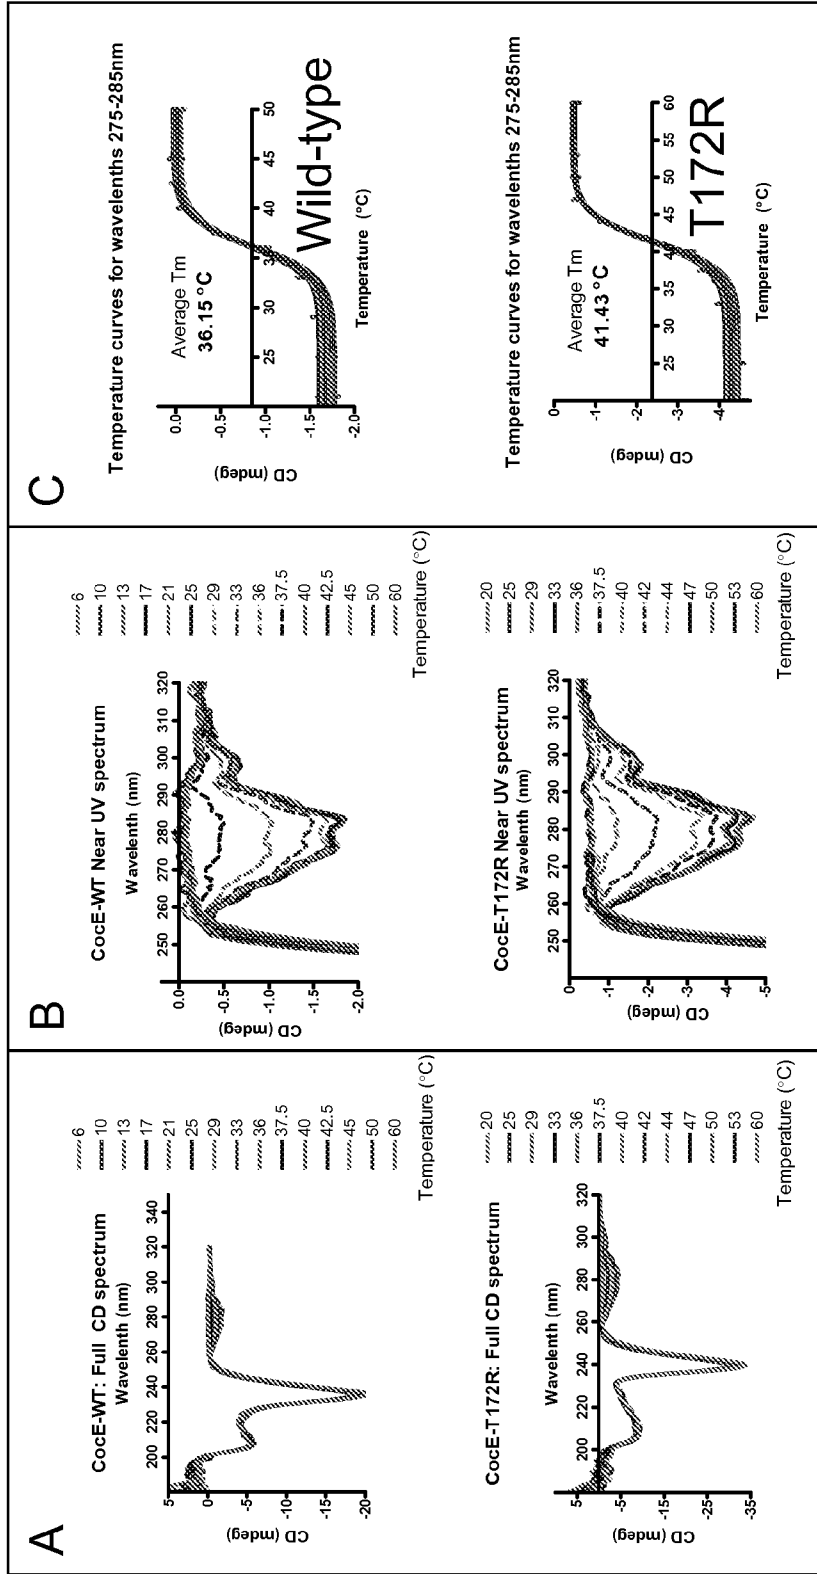 A
CocE-WT: Full CD spectrum
Wavelenth (nm)
200 220 240 260 280 300 320 340
5
0
-5
-10
-15
-20
CD (mdeg)
6
10
13
17
21
25
29
33
36
37.5
40
42.5
45
50
60
Temperature (°C)
CocE-T172R: Full CD spectrum
Wavelenth (nm)
200 220 240 260 280 300 320
5
-5
-15
-25
-35
CD (mdeg)
20
25
29
33
36
37.5
40
42
44
47
50
53
60
Temperature (°C)
B
CocE-WT Near UV spectrum
Wavelenth (nm)
250 260 270 280 290 300 310 320
0.0
-0.5
-1.0
-1.5
-2.0
CD (mdeg)
6
10
13
17
21
25
29
33
36
37.5
40
42.5
45
50
60
Temperature (°C)
CocE-T172R Near UV spectrum
Wavelenth (nm)
250 260 270 280 290 300 310 320
0
-1
-2
-3
-4
-5
CD (mdeg)
20
25
29
33
36
37.5
40
42
44
47
50
53
60
Temperature (°C)
C
Temperature curves for wavelenths 275-285nm
Average Tm
36.15 °C
0.0
-0.5
-1.0
-1.5
-2.0
CD (mdeg)
25 30 35 40 45 50
Wild-type
Temperature (°C)
Temperature curves for wavelenths 275-285nm
Average Tm
41.43 °C
0
-1
-2
-3
-4
CD (mdeg)
25 30 35 40 45 50 55 60
T172R
Temperature (°C)